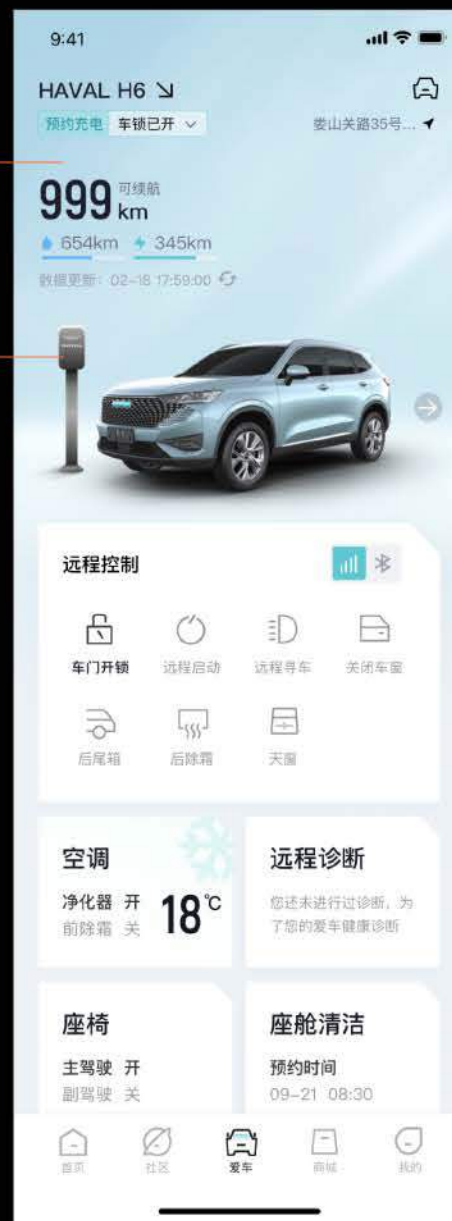 9:41
HAVAL H6
预约充电 车锁已开
娄山关路35号...
999 可续航 km
654km 345km
数据更新：02-18 17:59:00
远程控制
车门开锁 远程启动 远程寻车 关闭车窗
后尾箱 后除霜 天窗
空调
净化器 开
前除霜 关
18℃
远程诊断
您还未进行过诊断，为
了您的爱车健康诊断
座椅
主驾驶 开
副驾驶 关
座舱清洁
预约时间
09-21 08:30
首页 社区 爱车 商城 我的